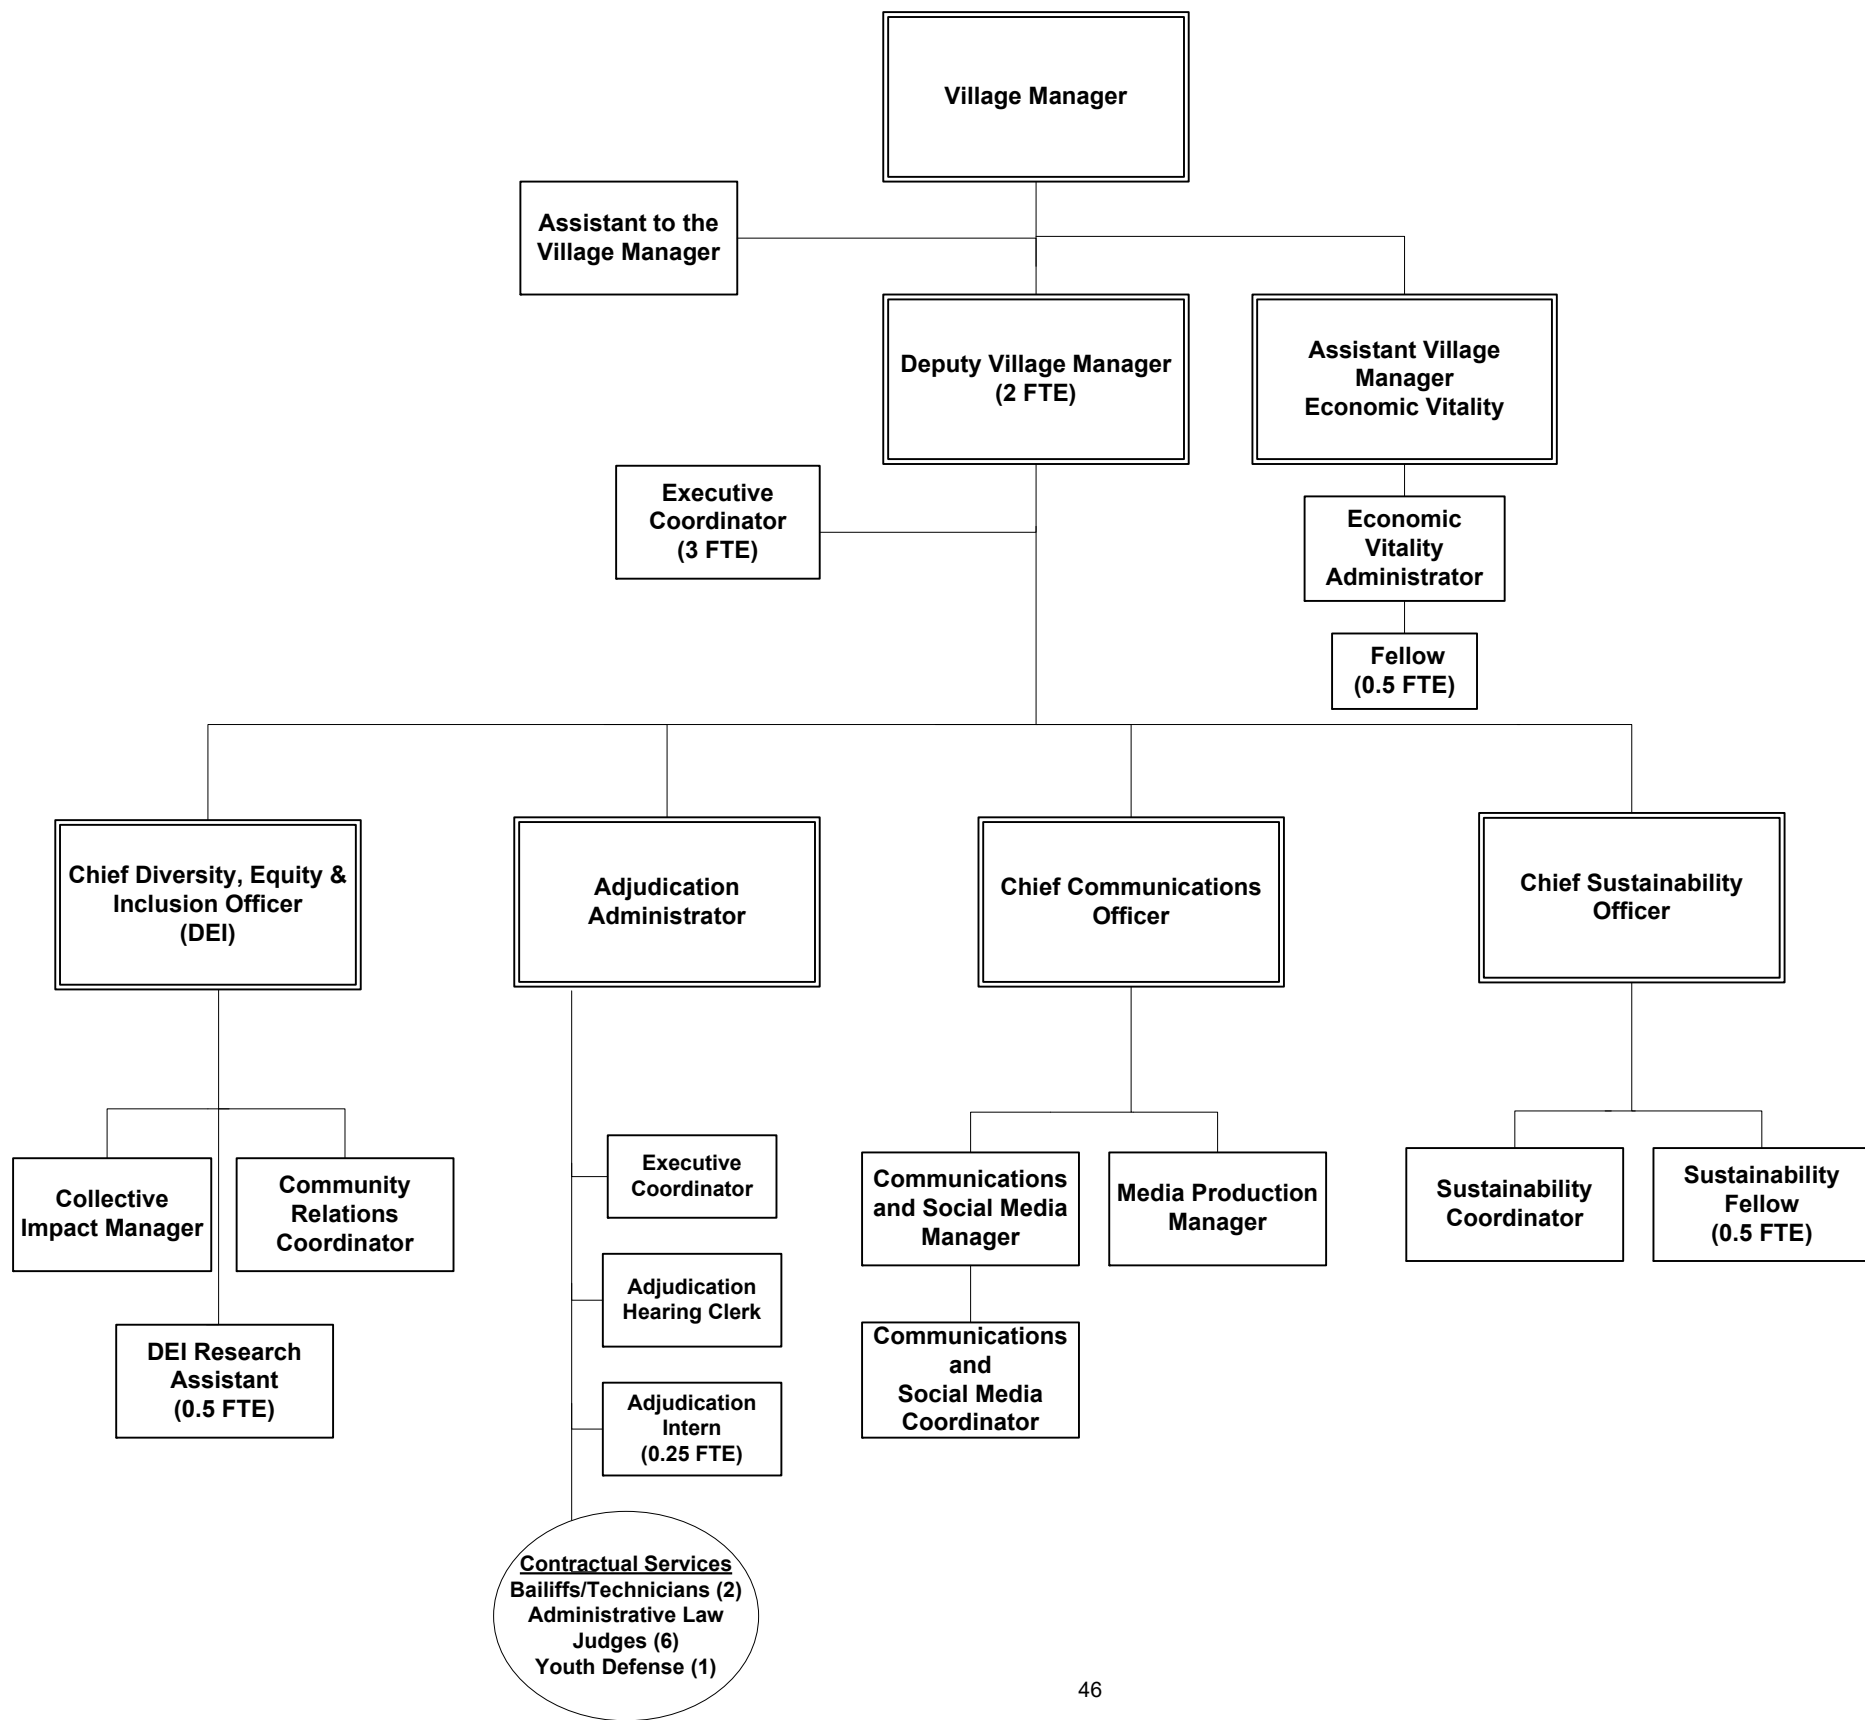 Village Manager
Assistant to the
Village Manager
Deputy Village Manager
(2 FTE)
Assistant Village
Manager
Economic Vitality
Executive
Coordinator
(3 FTE)
Economic
Vitality
Administrator
Fellow
(0.5 FTE)
Chief Diversity, Equity &
Inclusion Officer
(DEI)
Adjudication
Administrator
Chief Communications
Officer
Chief Sustainability
Officer
Collective
Impact Manager
Community
Relations
Coordinator
DEI Research
Assistant
(0.5 FTE)
Executive
Coordinator
Adjudication
Hearing Clerk
Adjudication
Intern
(0.25 FTE)
Contractual Services
Bailiffs/Technicians (2)
Administrative Law
Judges (6)
Youth Defense (1)
Communications
and Social Media
Manager
Media Production
Manager
Communications
and
Social Media
Coordinator
Sustainability
Coordinator
Sustainability
Fellow
(0.5 FTE)
46